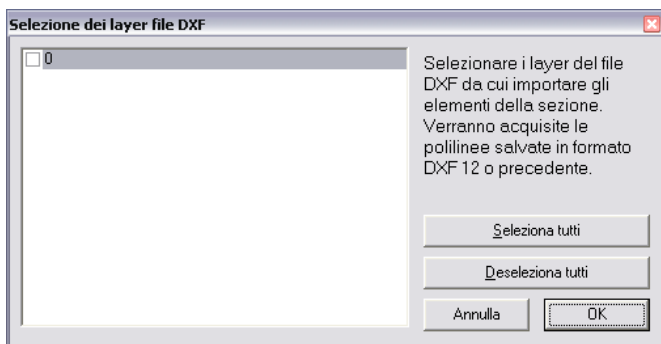 Selezione dei layer file DXF
0
Selezionare i layer del file
DXF da cui importare gli
elementi della sezione.
Verranno acquisite le
polilinee salvate in formato
DXF 12 o precedente.
Seleziona tutti
Deseleziona tutti
Annulla
OK